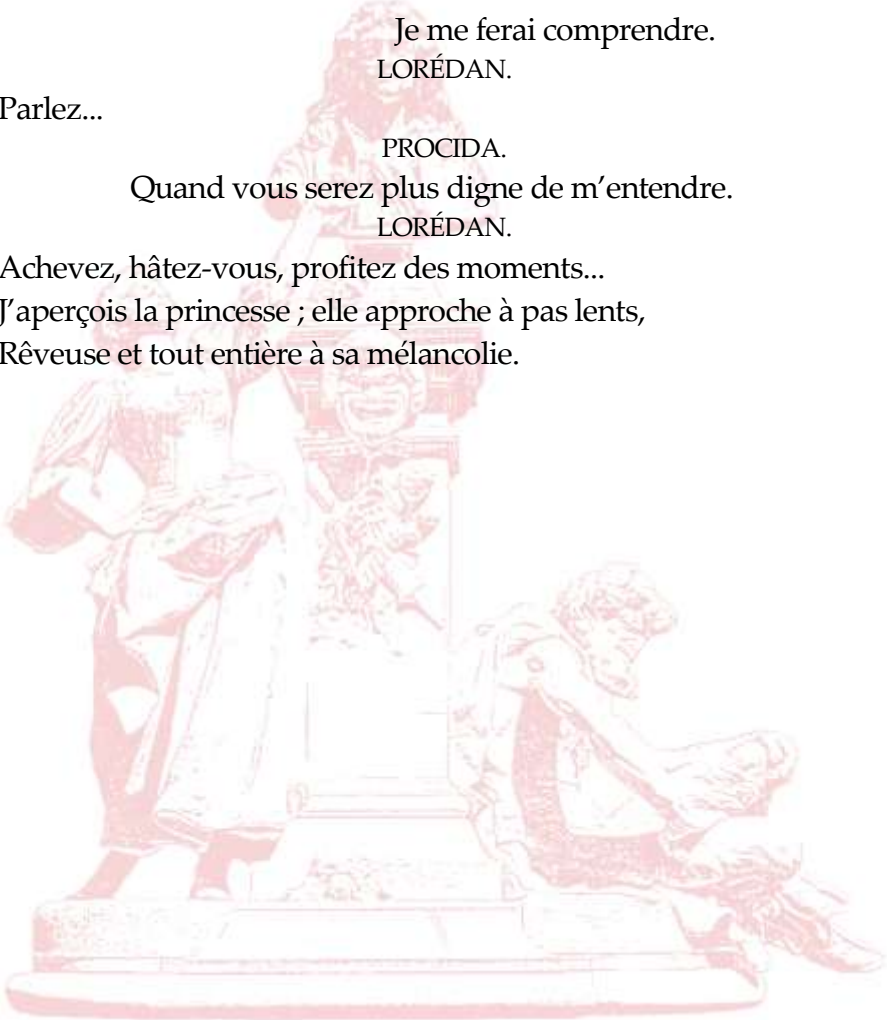 Je me ferai comprendre.
LORÉDAN.
Parlez...
PROCIDA.
Quand vous serez plus digne de m’entendre.
LORÉDAN.
Achevez, hâtez-vous, profitez des moments...
J’aperçois la princesse ; elle approche à pas lents,
Rêveuse et tout entière à sa mélancolie.